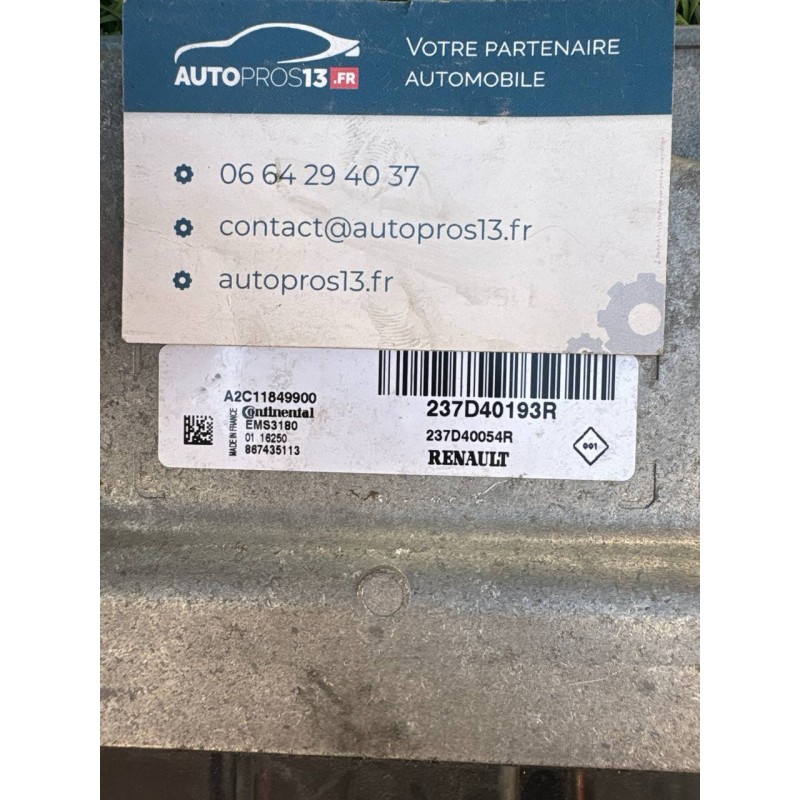 AUTOPROS13.FR
VOTRE PARTENAIRE
AUTOMOBILE
06 64 29 40 37
contact@autopros13.fr
autopros13.fr
A2C11849900
MADE IN FRANCE
Continental
EMS3180
01 16250
867435113
237D40193R
237D40054R
RENAULT
001